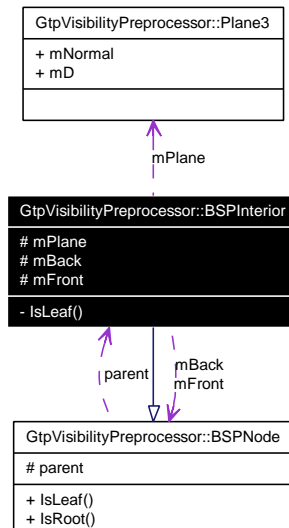 GtpVisibilityPreprocessor::Plane3
+ mNormal
+ mD
mPlane
GtpVisibilityPreprocessor::BSPInterior
# mPlane
# mBack
# mFront
- IsLeaf()
parent
mBack
mFront
GtpVisibilityPreprocessor::BSPNode
# parent
+ IsLeaf()
+ IsRoot()